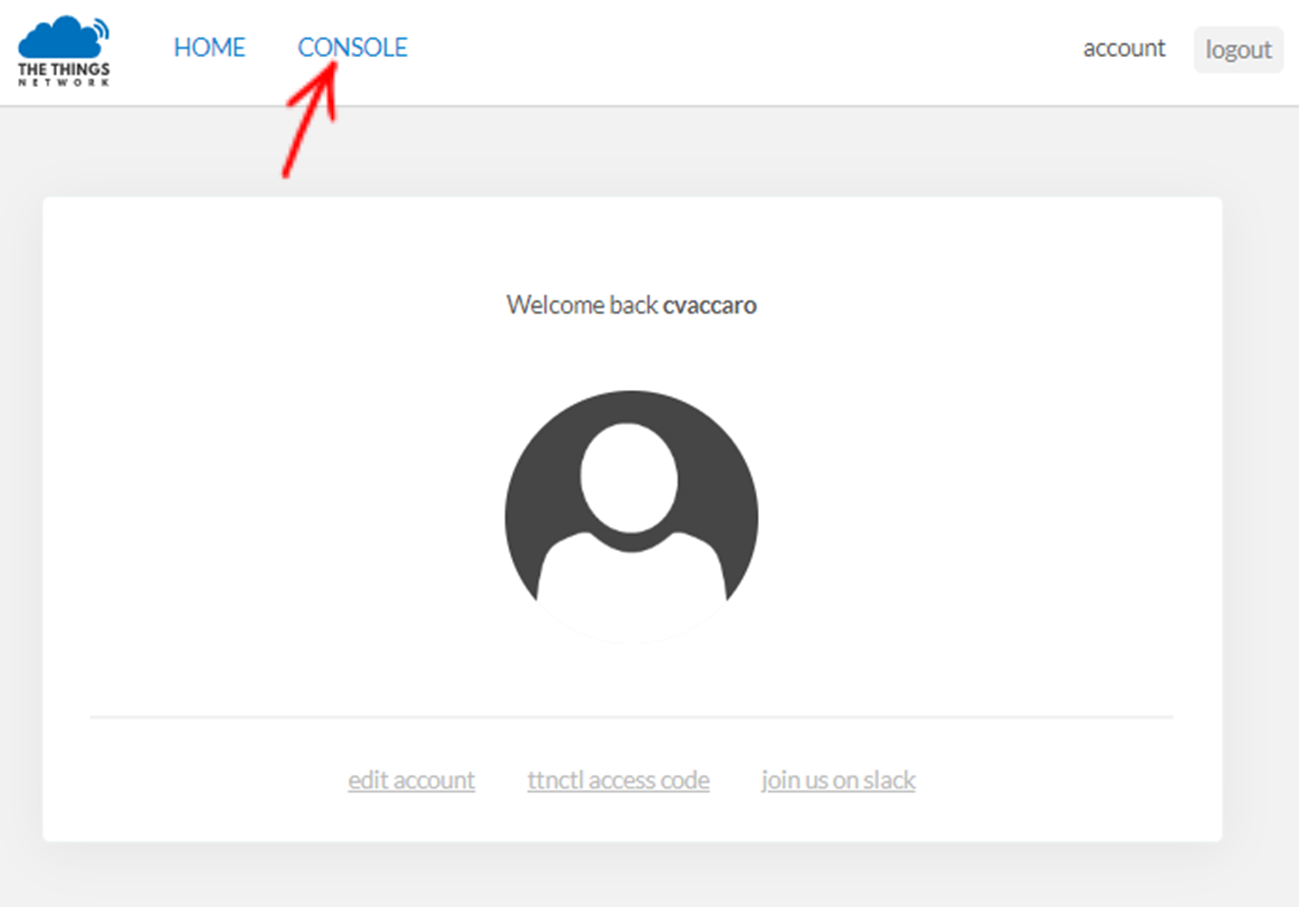 THE THINGS
NETWORK
HOME CONSOLE account logout
Welcome back cvaccaro
edit account ttnctl access code join us on slack